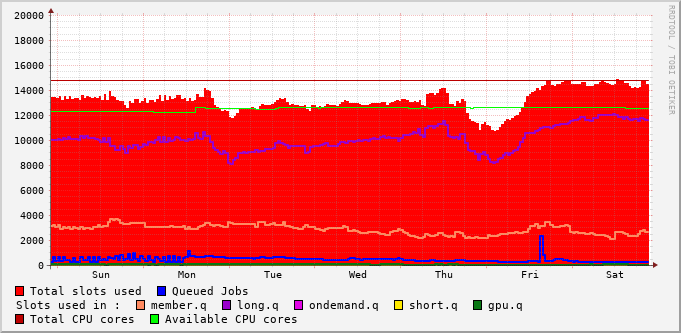 20000
18000
16000
14000
12000
10000
8000
6000
4000
2000
0
Sun Mon Tue Wed Thu Fri Sat
RRDTOOL / TOBI OETIKER
Total slots used Queued Jobs
Slots used in : member.q long.q ondemand.q short.q gpu.q
Total CPU cores Available CPU cores